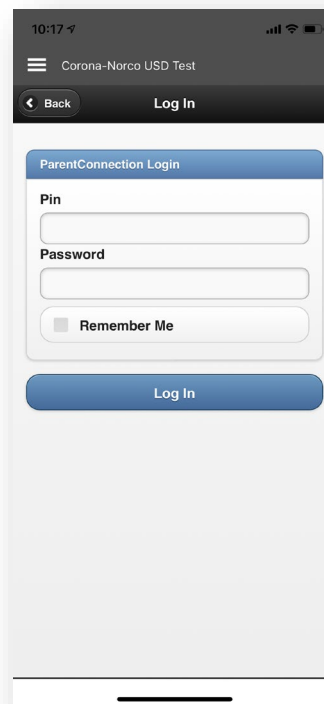 10:17
Corona-Norco USD Test
Back
Log In
ParentConnection Login
Pin
Password
Remember Me
Log In